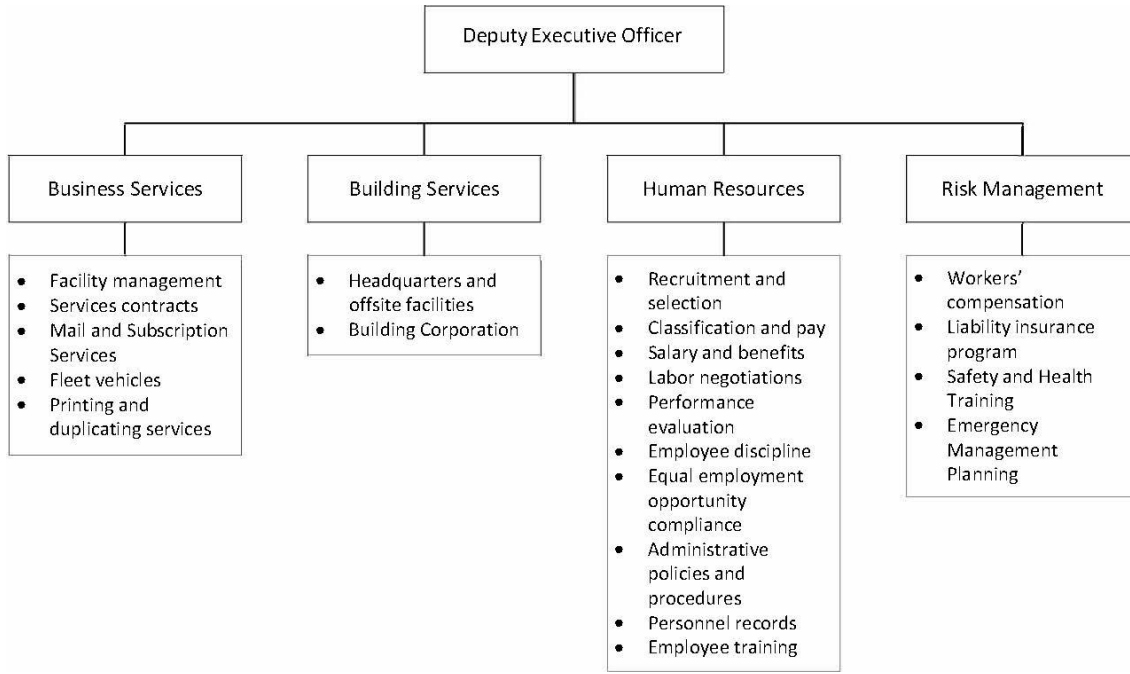 Deputy Executive Officer
Business Services
Building Services
Human Resources
Risk Management
• Facility management
• Services contracts
• Mail and Subscription
Services
• Fleet vehicles
• Printing and
duplicating services
• Headquarters and
offsite facilities
• Building Corporation
• Recruitment and
selection
• Classification and pay
• Salary and benefits
• Labor negotiations
• Performance
evaluation
• Employee discipline
• Equal employment
opportunity
compliance
• Administrative
policies and
procedures
• Personnel records
• Employee training
• Workers’
compensation
• Liability insurance
program
• Safety and Health
Training
• Emergency
Management
Planning